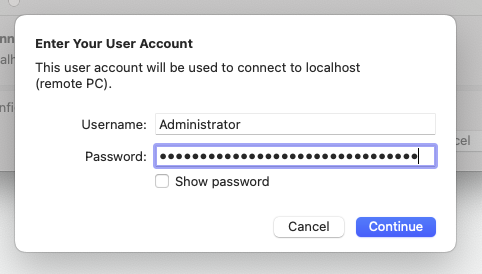 Enter Your User Account
This user account will be used to connect to localhost
(remote PC).
Username: Administrator
Password: ••••••••••••••••••••••••••••••••
Show password
Cancel
Continue